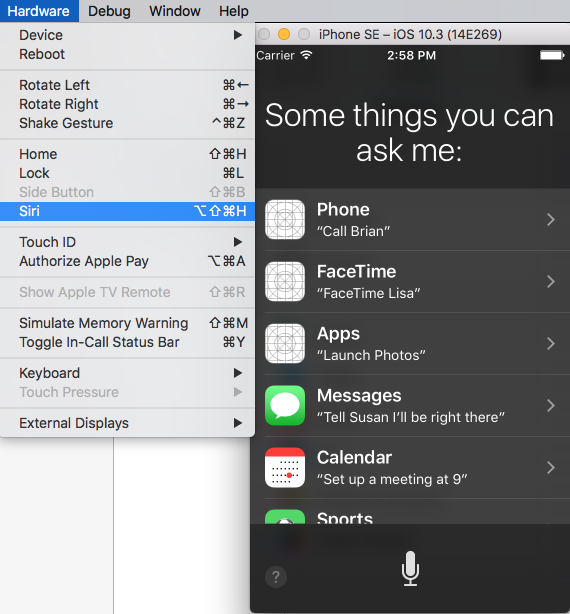 Hardware Debug Window Help
Device ▶
Reboot
Rotate Left ⌘←
Rotate Right ⌘→
Shake Gesture ^⌘Z
Home ⇧⌘H
Lock ⌘L
Side Button ⇧⌘B
Siri ⌥⇧⌘H
Touch ID ▶
Authorize Apple Pay ⌥⌘A
Show Apple TV Remote ⇧⌘R
Simulate Memory Warning ⇧⌘M
Toggle In-Call Status Bar ⌘Y
Keyboard ▶
Touch Pressure ▶
External Displays ▶
iPhone SE – iOS 10.3 (14E269)
Carrier 2:58 PM
Some things you can
ask me:
Phone
“Call Brian”
FaceTime
“FaceTime Lisa”
Apps
“Launch Photos”
Messages
“Tell Susan I’ll be right there”
Calendar
“Set up a meeting at 9”
Sports
?